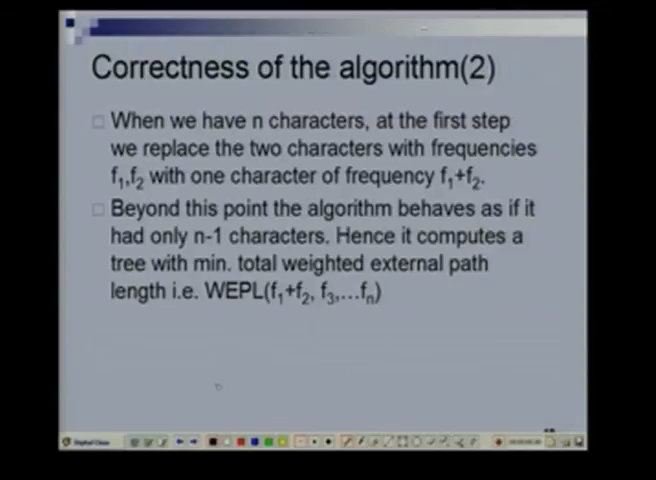 Correctness of the algorithm(2)
When we have n characters, at the first step
we replace the two characters with frequencies
f₁,f₂ with one character of frequency f₁+f₂.
Beyond this point the algorithm behaves as if it
had only n-1 characters. Hence it computes a
tree with min. total weighted external path
length i.e. WEPL(f₁+f₂, f₃,...fₙ)
Digital Class